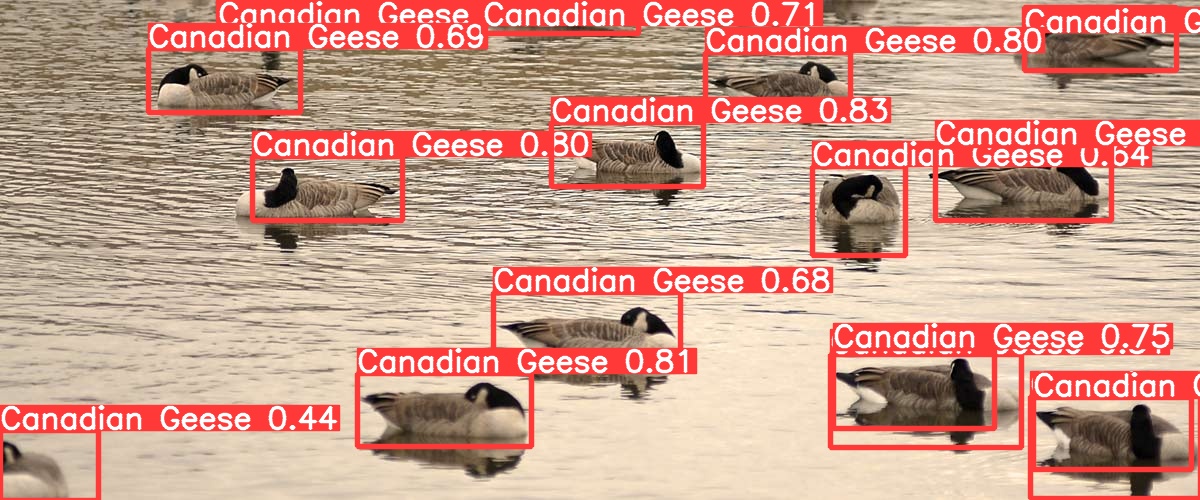 Canadian Geese
Canadian Geese 0.71
Canadian G
Canadian Geese 0.69
Canadian Geese 0.80
Canadian Geese 0.83
Canadian Geese
Canadian Geese 0.80
Canadian Geese 0.64
Canadian Geese 0.68
Canadian Geese 0.75
Canadian Geese 0.81
Canadian
Canadian Geese 0.44